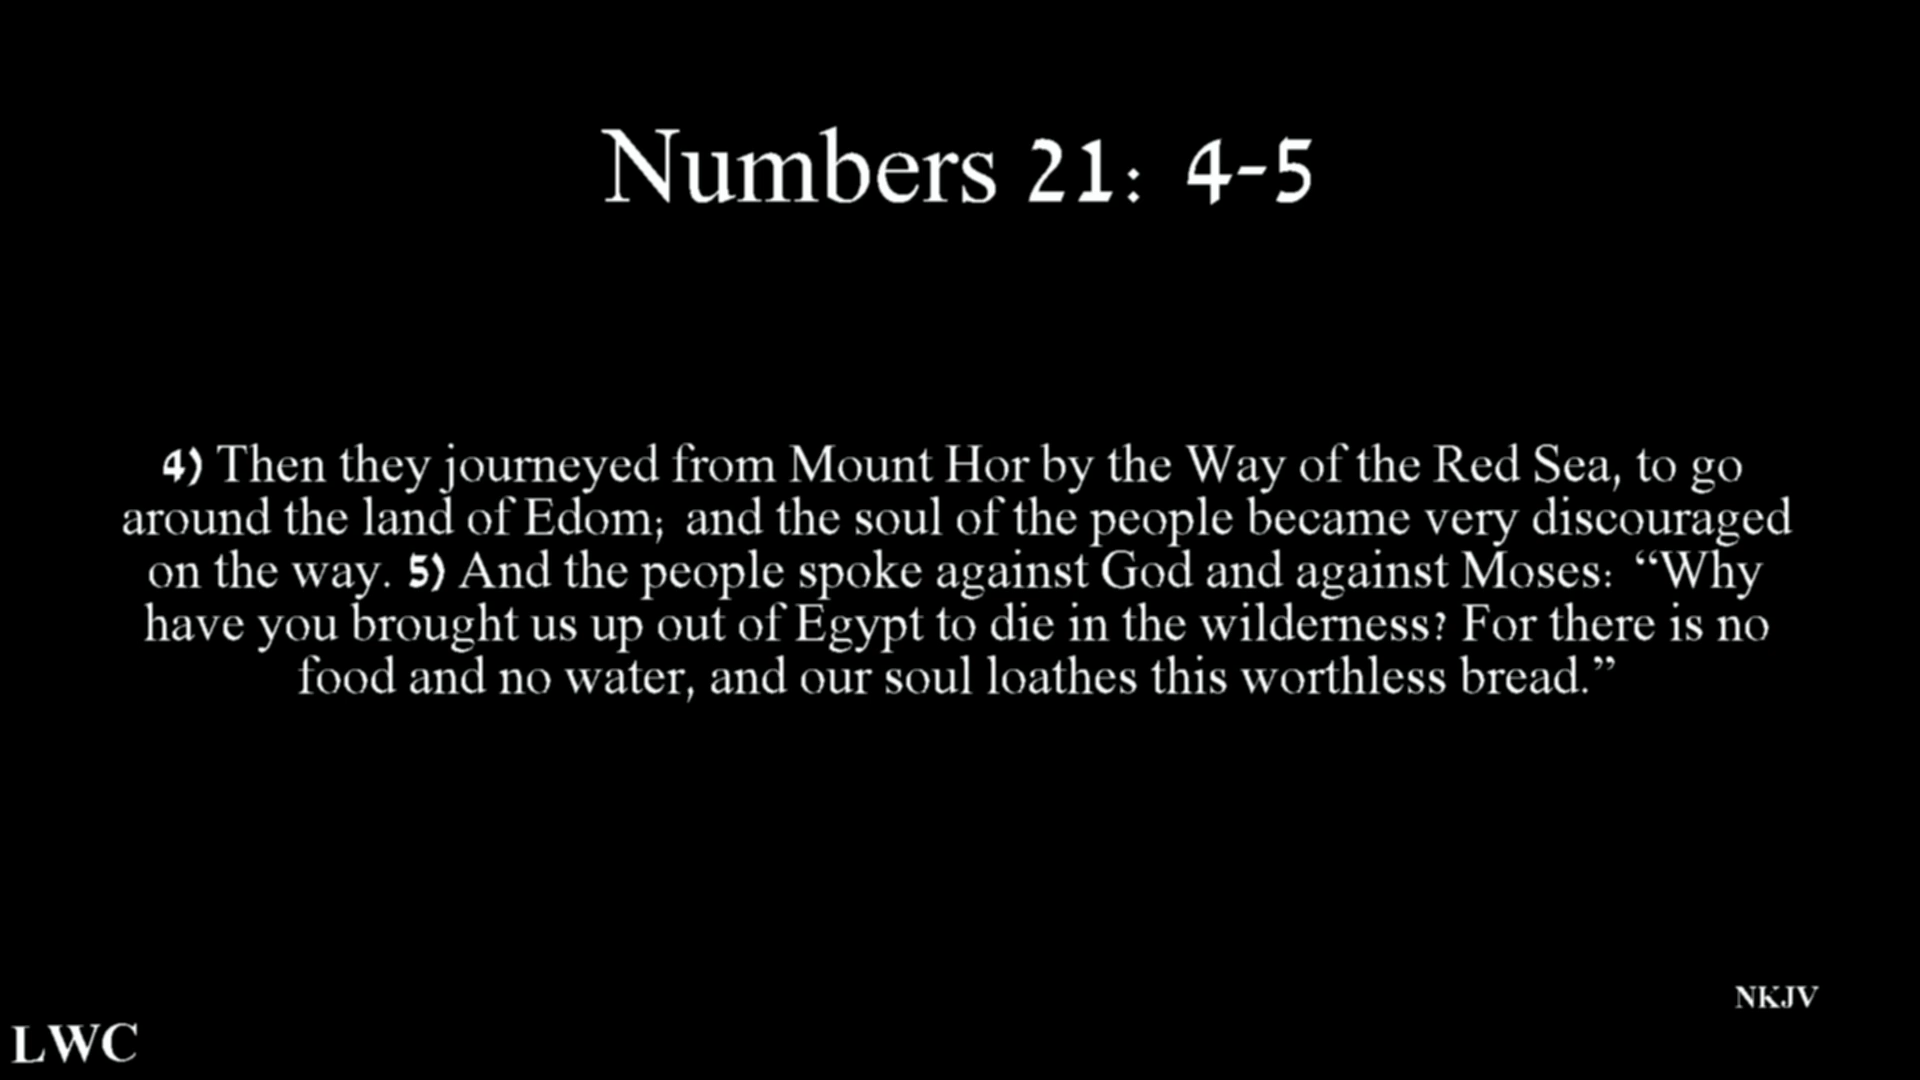 Numbers 21: 4-5
4) Then they journeyed from Mount Hor by the Way of the Red Sea, to go
around the land of Edom; and the soul of the people became very discouraged
on the way. 5) And the people spoke against God and against Moses: “Why
have you brought us up out of Egypt to die in the wilderness? For there is no
food and no water, and our soul loathes this worthless bread.”
NKJV
LWC